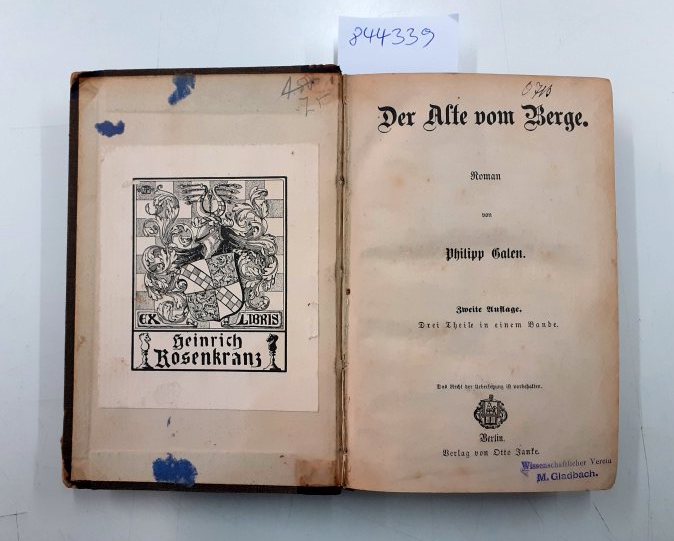 844339
EX LIBRIS
Heinrich
Rosenkranz
Der Alte vom Berge.
Roman
von
Philipp Galen.
Zweite Auflage.
Drei Theile in einem Bande.
Das Recht der Uebersetzung ist vorbehalten.
Berlin.
Verlag von Otto Janke.
Wissenschaftlicher Verein
M. Gladbach.